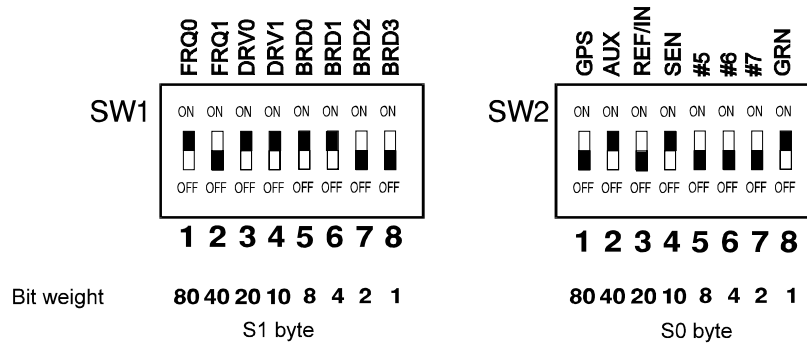 FRQ0 FRQ1 DRV0 DRV1 BRD0 BRD1 BRD2 BRD3
SW1
ON ON ON ON ON ON ON ON
OFF OFF OFF OFF OFF OFF OFF OFF
1 2 3 4 5 6 7 8
GPS AUX REF/IN SEN #5 #6 #7 GRN
SW2
ON ON ON ON ON ON ON ON
OFF OFF OFF OFF OFF OFF OFF OFF
1 2 3 4 5 6 7 8
Bit weight 80 40 20 10 8 4 2 1
S1 byte
80 40 20 10 8 4 2 1
S0 byte